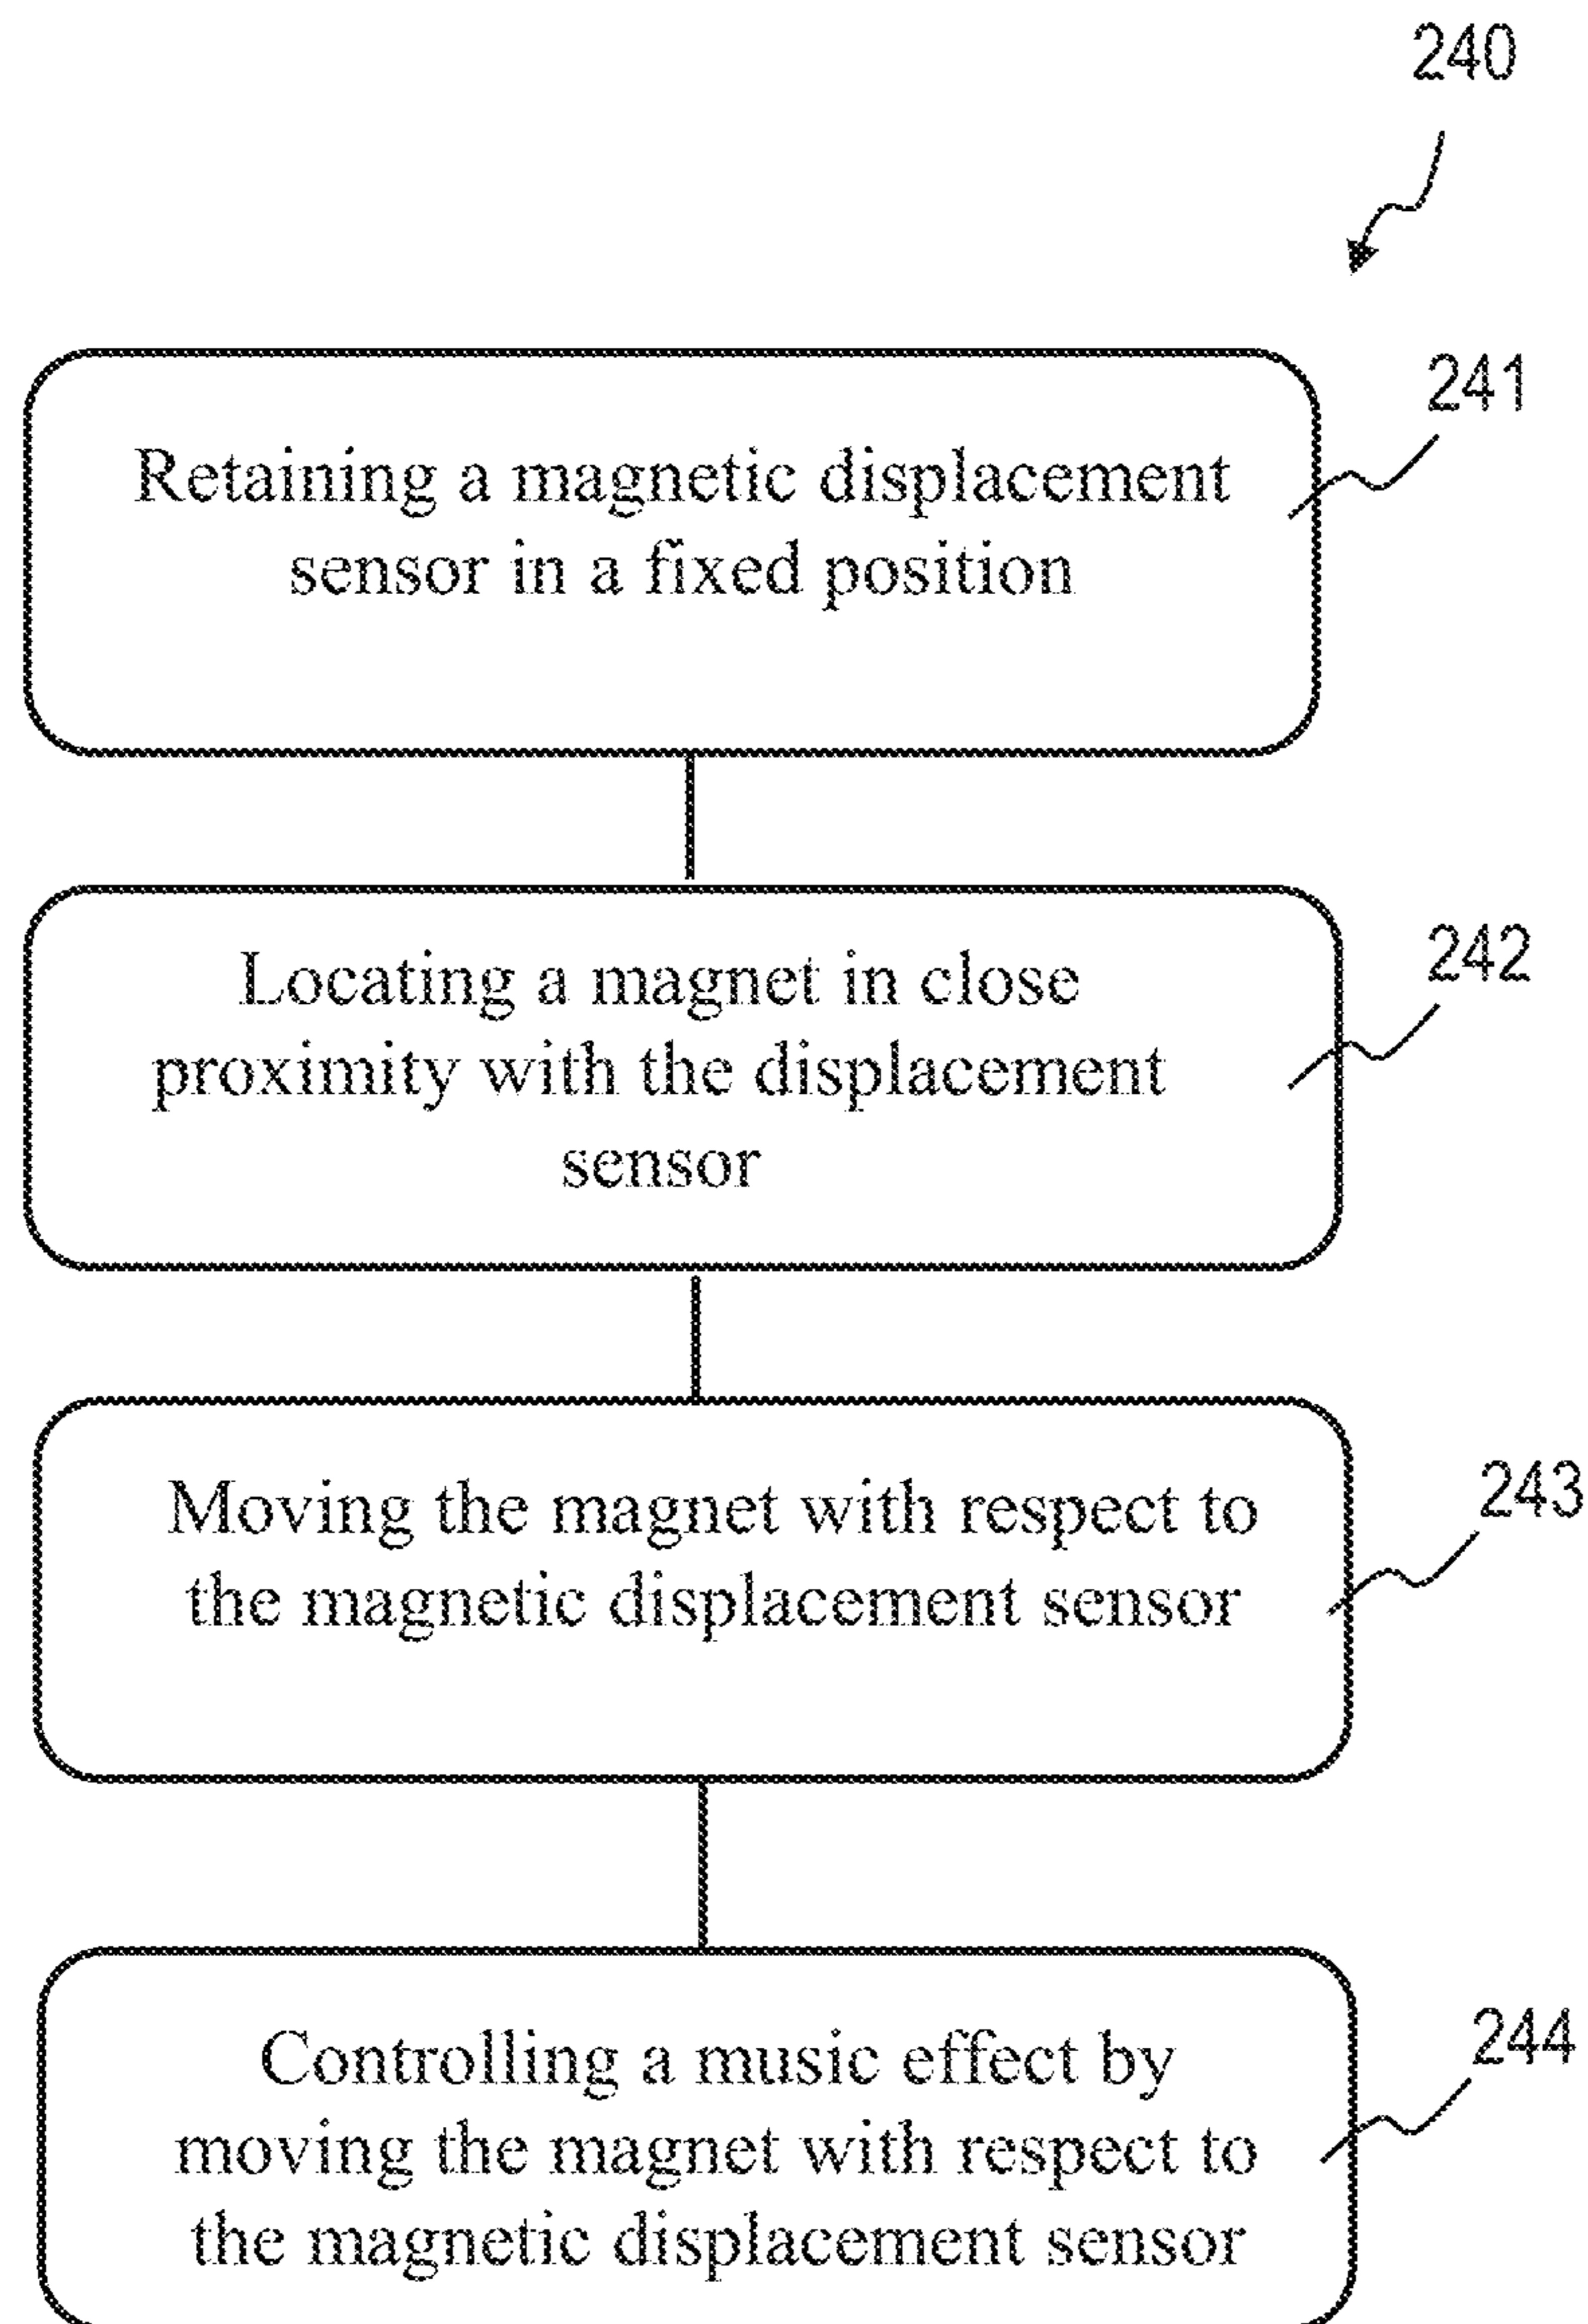 240
241
Retaining a magnetic displacement
sensor in a fixed position
242
Locating a magnet in close
proximity with the displacement
sensor
243
Moving the magnet with respect to
the magnetic displacement sensor
244
Controlling a music effect by
moving the magnet with respect to
the magnetic displacement sensor